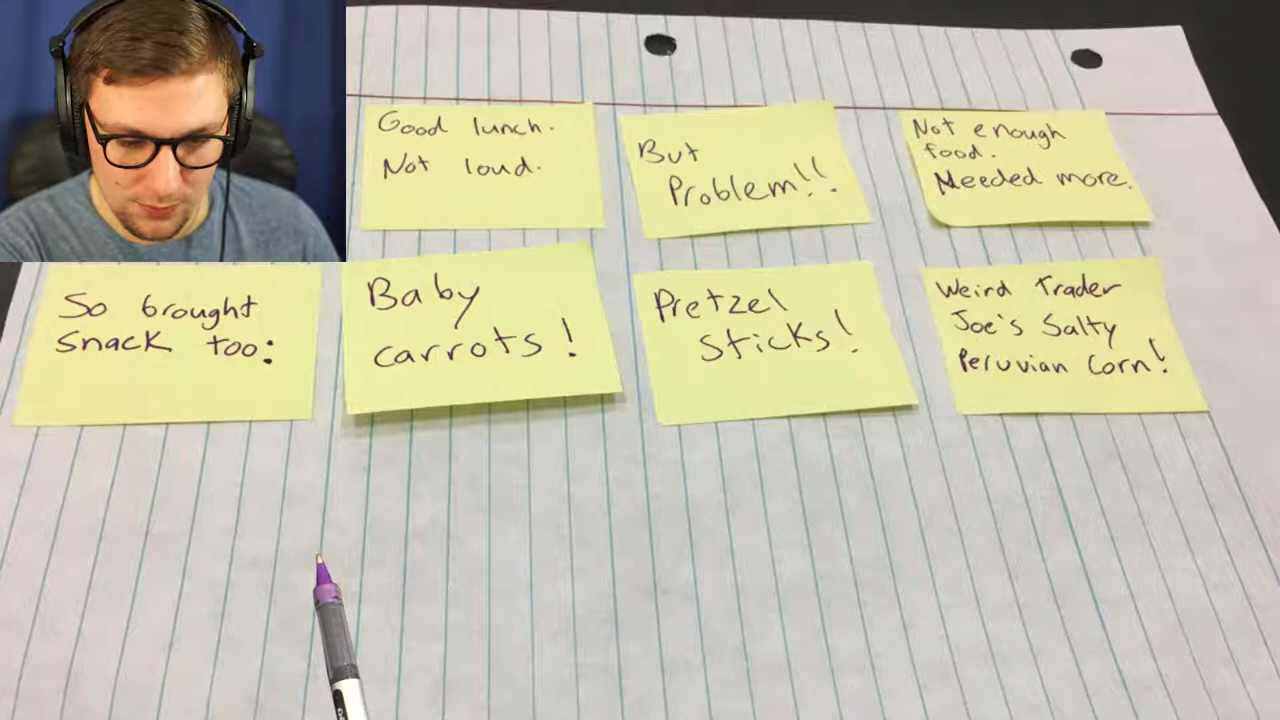 Good lunch.
Not loud.
But
Problem!!
Not enough
food.
Needed more.
So brought
snack too:
Baby
carrots!
Pretzel
sticks!
Weird Trader
Joe's Salty
Peruvian Corn!